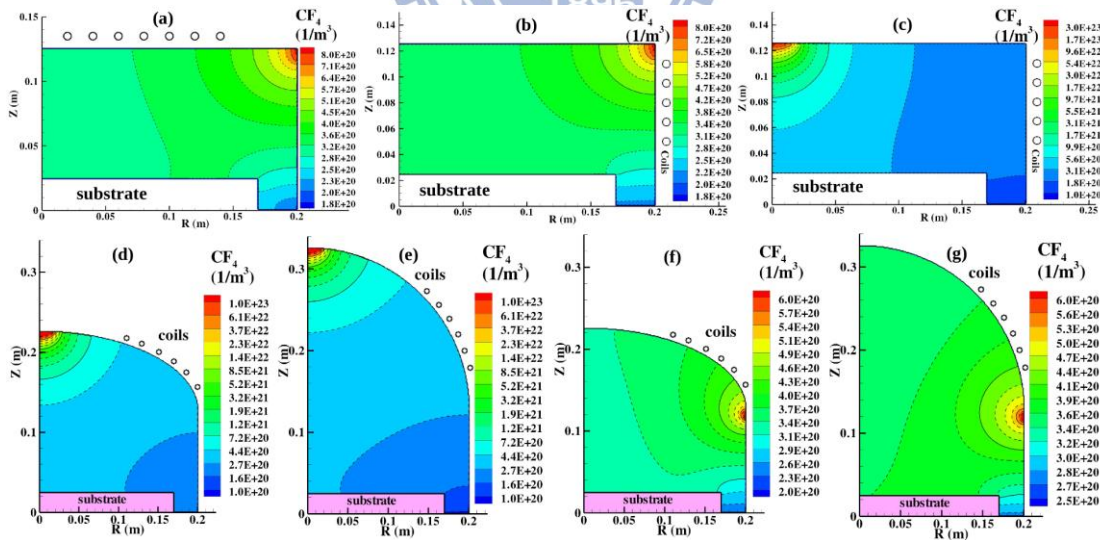 1896
(a)
CF4
(1/m³)
8.0E+20
7.1E+20
6.4E+20
5.7E+20
5.1E+20
4.5E+20
4.0E+20
3.6E+20
3.2E+20
2.8E+20
2.5E+20
2.3E+20
2.0E+20
1.8E+20
Z (m)
0.15
0.1
0.05
0
substrate
0 0.05 0.1 0.15 0.2
R (m)
(b)
CF4
(1/m³)
8.0E+20
7.2E+20
6.5E+20
5.8E+20
5.2E+20
4.7E+20
4.2E+20
3.8E+20
3.4E+20
3.1E+20
2.8E+20
2.5E+20
2.2E+20
2.0E+20
1.8E+20
Coils
Z (m)
0.14
0.12
0.1
0.08
0.06
0.04
0.02
0
substrate
0 0.05 0.1 0.15 0.2 0.25
R (m)
(c)
CF4
(1/m³)
3.0E+23
1.7E+23
9.6E+22
5.4E+22
3.0E+22
1.7E+22
9.7E+21
5.5E+21
3.1E+21
1.7E+21
9.9E+20
5.6E+20
3.1E+20
1.8E+20
1.0E+20
Coils
Z (m)
0.14
0.12
0.1
0.08
0.06
0.04
0.02
0
substrate
0 0.05 0.1 0.15 0.2 0.25
R (m)
(d)
CF4
(1/m³)
1.0E+23
6.1E+22
3.7E+22
2.3E+22
1.4E+22
8.5E+21
5.2E+21
3.1E+21
1.9E+21
1.2E+21
7.2E+20
4.4E+20
2.7E+20
1.6E+20
1.0E+20
coils
Z (m)
0.3
0.2
0.1
0
substrate
0 0.05 0.1 0.15 0.2
R (m)
(e)
CF4
(1/m³)
1.0E+23
6.1E+22
3.7E+22
2.3E+22
1.4E+22
8.5E+21
5.2E+21
3.1E+21
1.9E+21
1.2E+21
7.2E+20
4.4E+20
2.7E+20
1.6E+20
1.0E+20
coils
Z (m)
0.3
0.2
0.1
0
substrate
0 0.05 0.1 0.15 0.2
R (m)
(f)
CF4
(1/m³)
6.0E+20
5.7E+20
5.4E+20
5.1E+20
4.9E+20
4.6E+20
4.3E+20
4.0E+20
3.7E+20
3.4E+20
3.1E+20
2.9E+20
2.6E+20
2.3E+20
2.0E+20
coils
Z (m)
0.3
0.2
0.1
0
substrate
0 0.05 0.1 0.15 0.2
R (m)
(g)
CF4
(1/m³)
6.0E+20
5.6E+20
5.3E+20
5.0E+20
4.7E+20
4.4E+20
4.1E+20
3.9E+20
3.6E+20
3.4E+20
3.2E+20
3.0E+20
2.8E+20
2.7E+20
2.5E+20
coils
Z (m)
0.3
0.2
0.1
0
substrate
0 0.05 0.1 0.15 0.2
R (m)